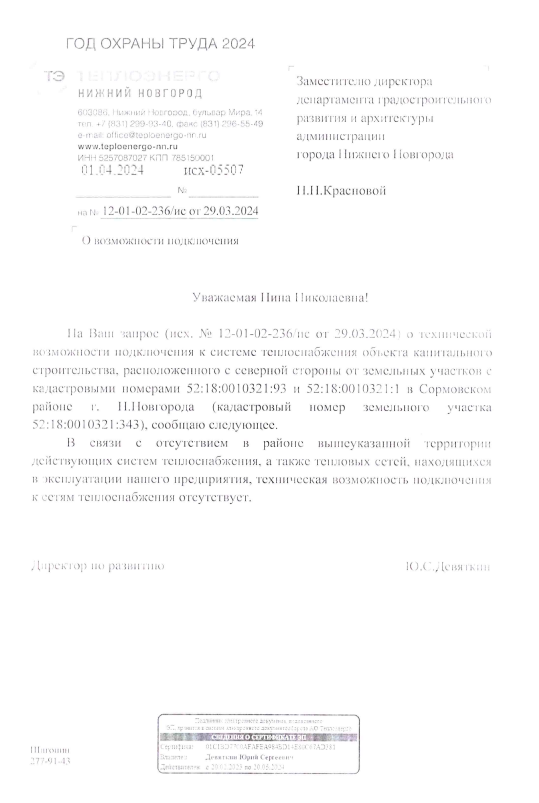 ГОД ОХРАНЫ ТРУДА 2024
ТЭ ТЕПЛОЭНЕРГО
НИЖНИЙ НОВГОРОД
603086, Нижний Новгород, бульвар Мира, 14
тел. +7 (831) 299-93-40, факс (831) 296-55-49
e-mail: office@teploenergo-nn.ru
www.teploenergo-nn.ru
ИНН 5257087027 КПП 785150001
01.04.2024 исх-05507
№
на № 12-01-02-236/ис от 29.03.2024
О возможности подключения
Заместителю директора
департамента градостроительного
развития и архитектуры
администрации
города Нижнего Новгорода
Н.Н.Красновой
Уважаемая Нина Николаевна!
На Ваш запрос (исх. № 12-01-02-236/ис от 29.03.2024) о технической
возможности подключения к системе теплоснабжения объекта капитального
строительства, расположенного с северной стороны от земельных участков с
кадастровыми номерами 52:18:0010321:93 и 52:18:0010321:1 в Сормовском
районе г. Н.Новгорода (кадастровый номер земельного участка
52:18:0010321:343), сообщаю следующее.
В связи с отсутствием в районе вышеуказанной территории
действующих систем теплоснабжения, а также тепловых сетей, находящихся
в эксплуатации нашего предприятия, техническая возможность подключения
к сетям теплоснабжения отсутствует.
Директор по развитию Ю.С.Девяткин
СВЕДЕНИЯ О СЕРТИФИКАТЕ ЭП
Сертификат
Владелец Девяткин Юрий Сергеевич
Действителен
Шагонин
277-91-43